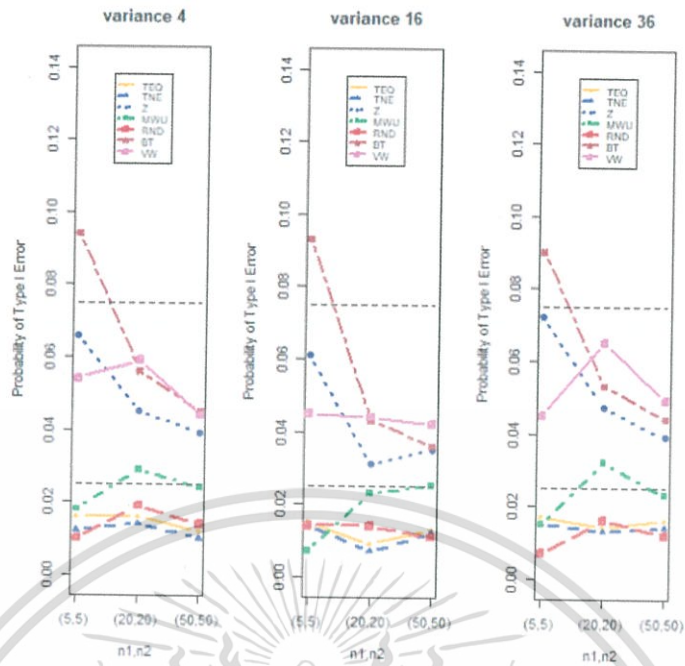 variance 4
Probability of Type I Error
0.14
0.12
0.10
0.08
0.06
0.04
0.02
0.00
TEQ
TNE
Z
MWU
RND
BT
VW
(5,5)
(20,20)
(50,50)
n1,n2
variance 16
Probability of Type I Error
0.14
0.12
0.10
0.08
0.06
0.04
0.02
0.00
TEQ
TNE
Z
MWU
RND
BT
VW
(5,5)
(20,20)
(50,50)
n1,n2
variance 36
Probability of Type I Error
0.14
0.12
0.10
0.08
0.06
0.04
0.02
0.00
TEQ
TNE
Z
MWU
RND
BT
VW
(5,5)
(20,20)
(50,50)
n1,n2